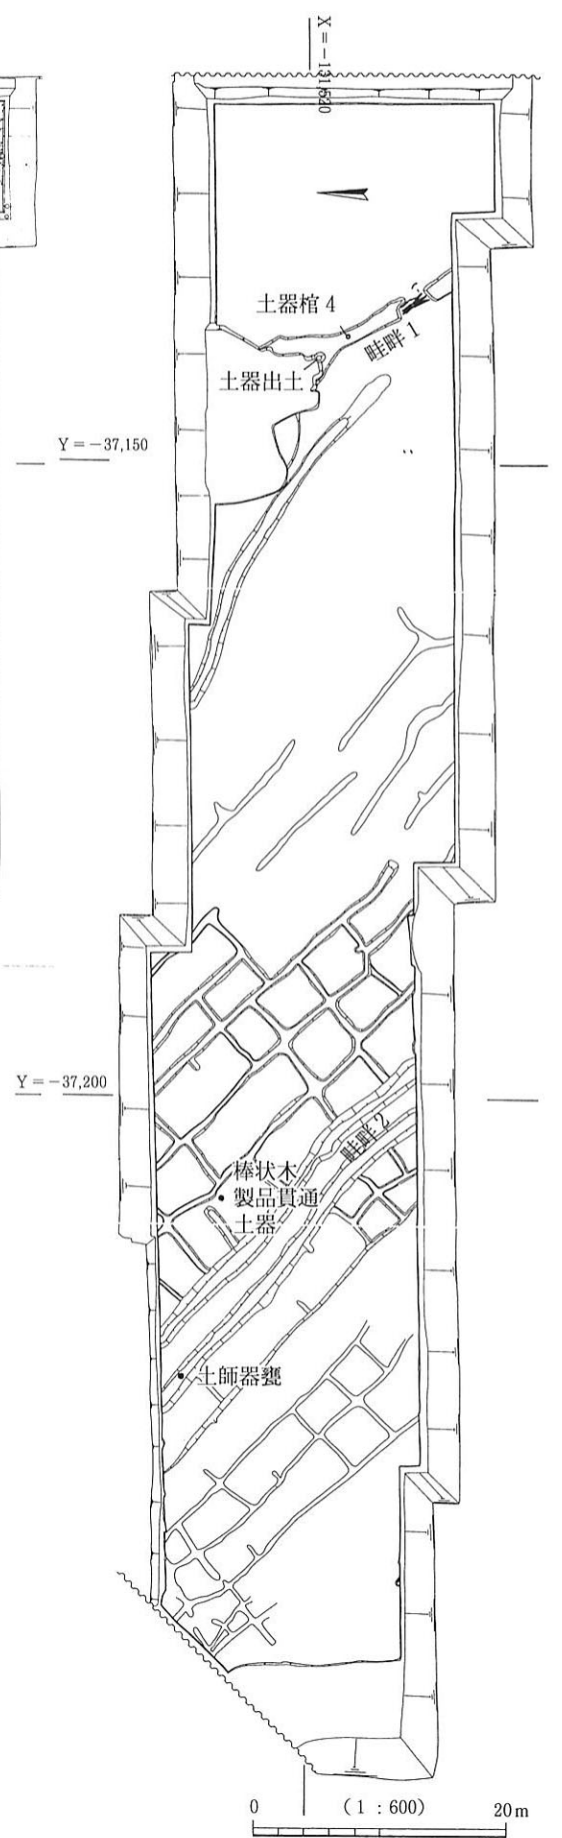 X=-131,520
土器棺4
畦畔1
土器出土
Y=-37,150
Y=-37,200
畦畔2
棒状木
製品貫通
土器
土師器甕
0 (1:600) 20m